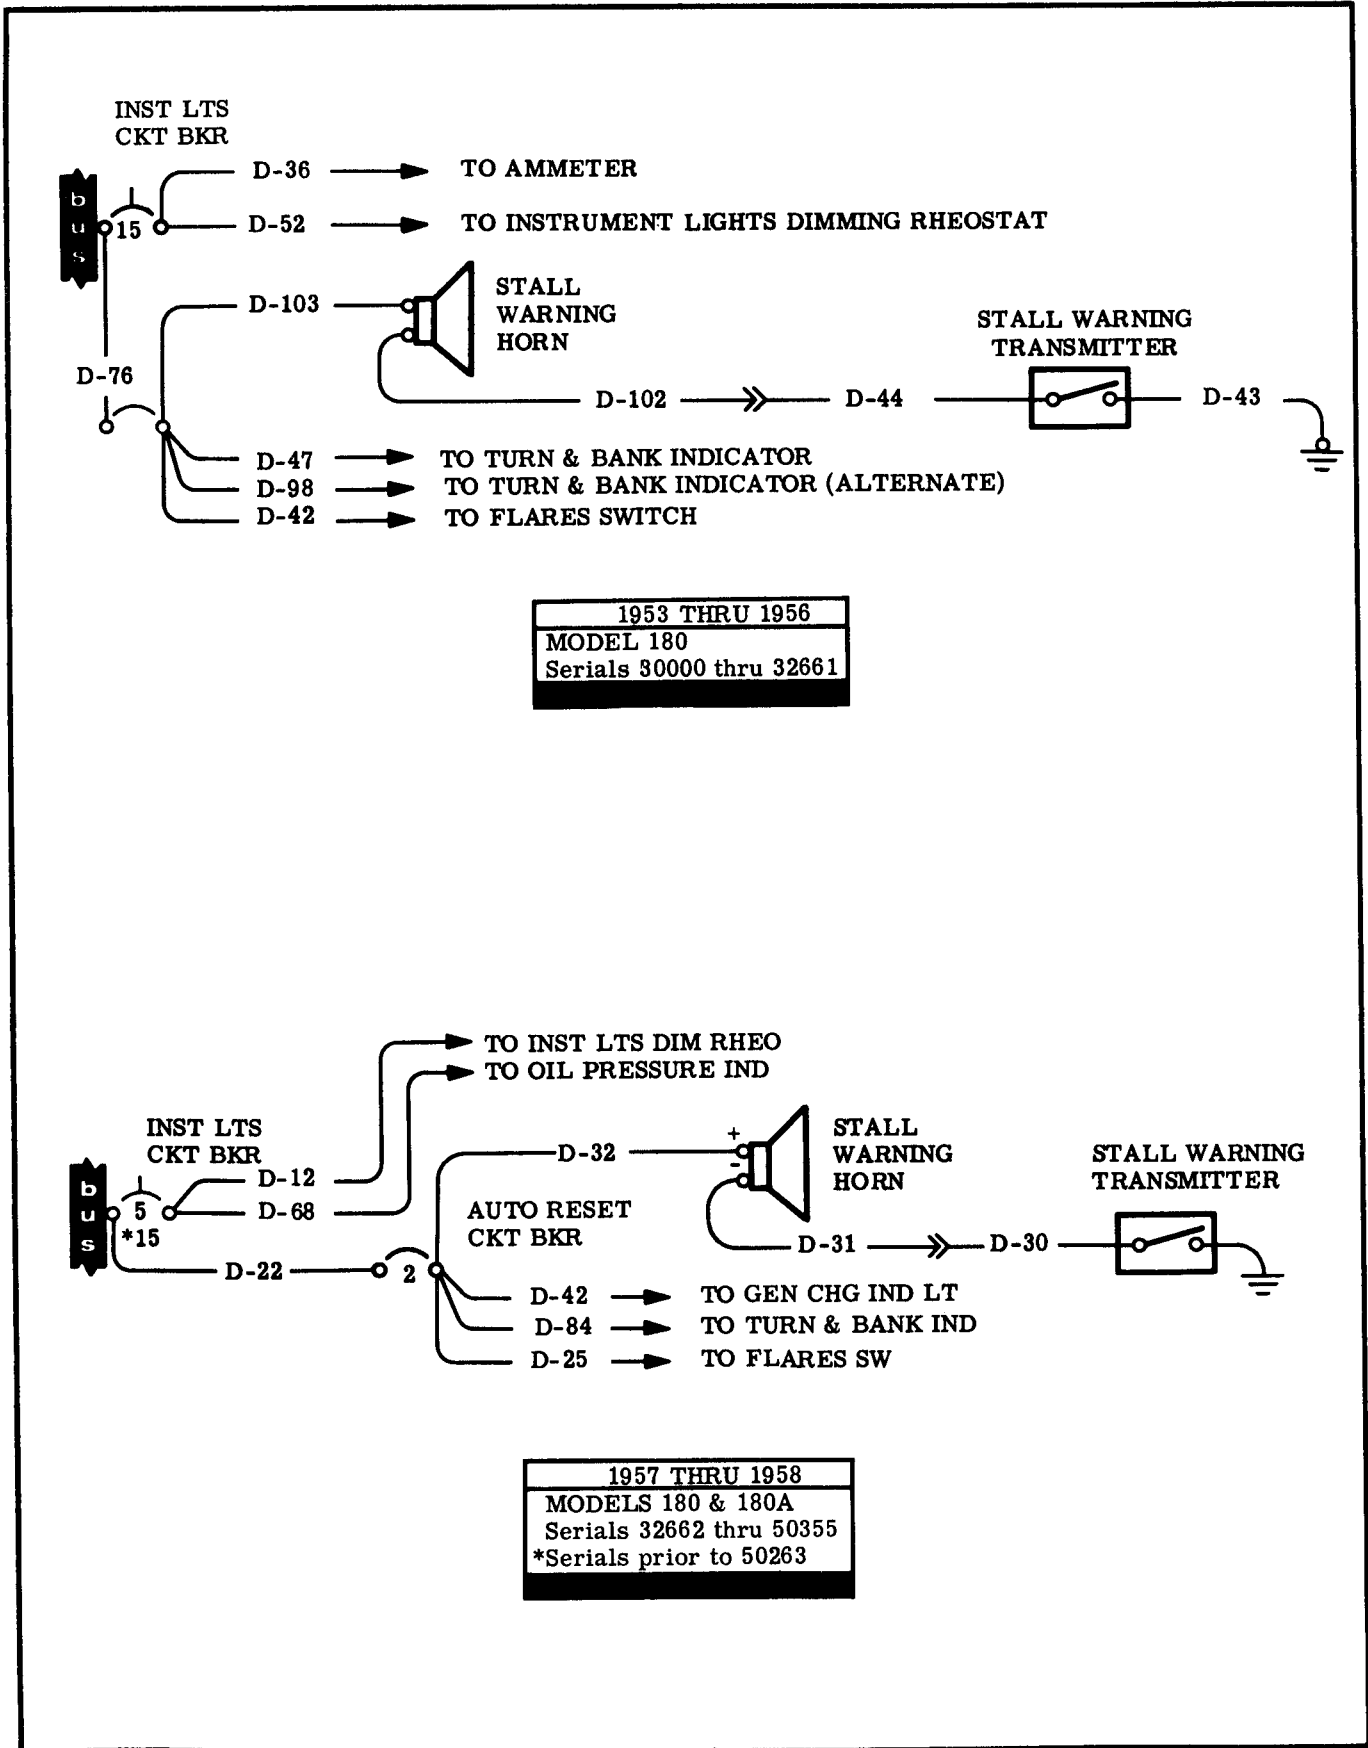 INST LTS
CKT BKR
D-36
TO AMMETER
bus
15
D-52
TO INSTRUMENT LIGHTS DIMMING RHEOSTAT
D-103
STALL
WARNING
HORN
STALL WARNING
TRANSMITTER
D-76
D-102
D-44
D-43
D-47
TO TURN & BANK INDICATOR
D-98
TO TURN & BANK INDICATOR (ALTERNATE)
D-42
TO FLARES SWITCH
1953 THRU 1956
MODEL 180
Serials 30000 thru 32661
TO INST LTS DIM RHEO
TO OIL PRESSURE IND
INST LTS
CKT BKR
D-12
bus
5
*15
D-68
D-22
AUTO RESET
CKT BKR
2
D-32
+
-
STALL
WARNING
HORN
STALL WARNING
TRANSMITTER
D-31
D-30
D-42
TO GEN CHG IND LT
D-84
TO TURN & BANK IND
D-25
TO FLARES SW
1957 THRU 1958
MODELS 180 & 180A
Serials 32662 thru 50355
*Serials prior to 50263